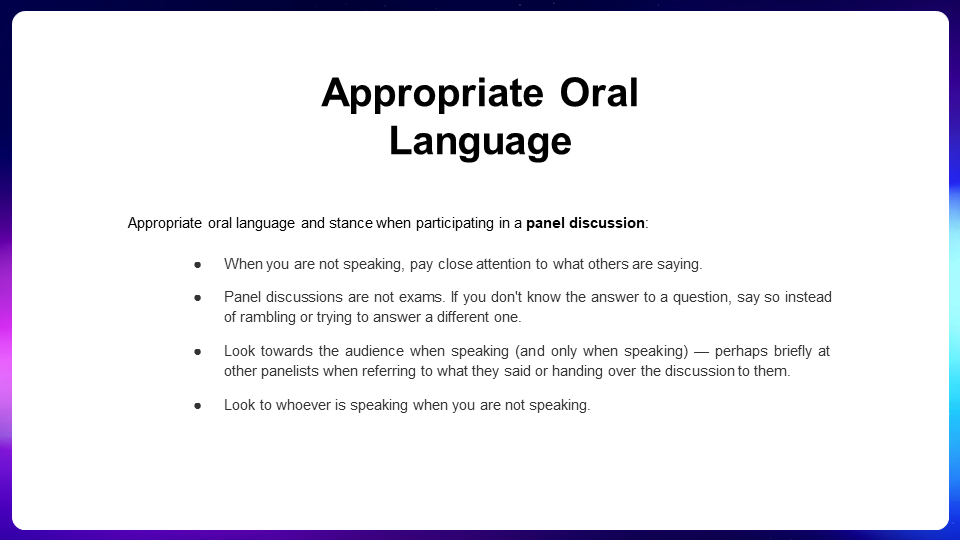 Appropriate Oral
Language
Appropriate oral language and stance when participating in a panel discussion:
● When you are not speaking, pay close attention to what others are saying.
● Panel discussions are not exams. If you don't know the answer to a question, say so instead
of rambling or trying to answer a different one.
● Look towards the audience when speaking (and only when speaking) — perhaps briefly at
other panelists when referring to what they said or handing over the discussion to them.
● Look to whoever is speaking when you are not speaking.